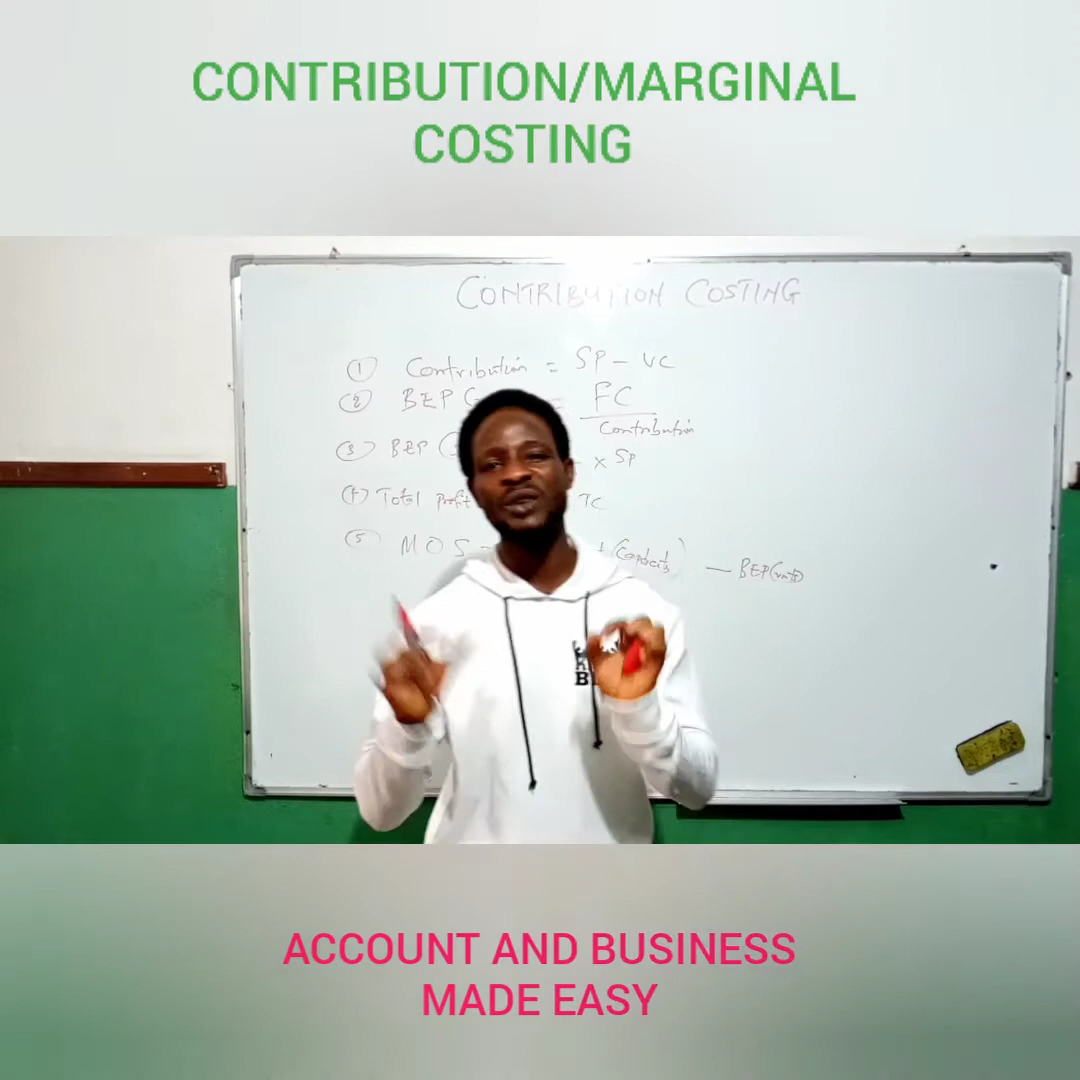 CONTRIBUTION/MARGINAL
COSTING
CONTRIBUTION COSTING
① Contribution = SP – VC
② BEP = FC
Contribution
③ BEP × SP
④ Total Profit TC
⑤ MOS (Capacity) — BEP(units)
ACCOUNT AND BUSINESS
MADE EASY